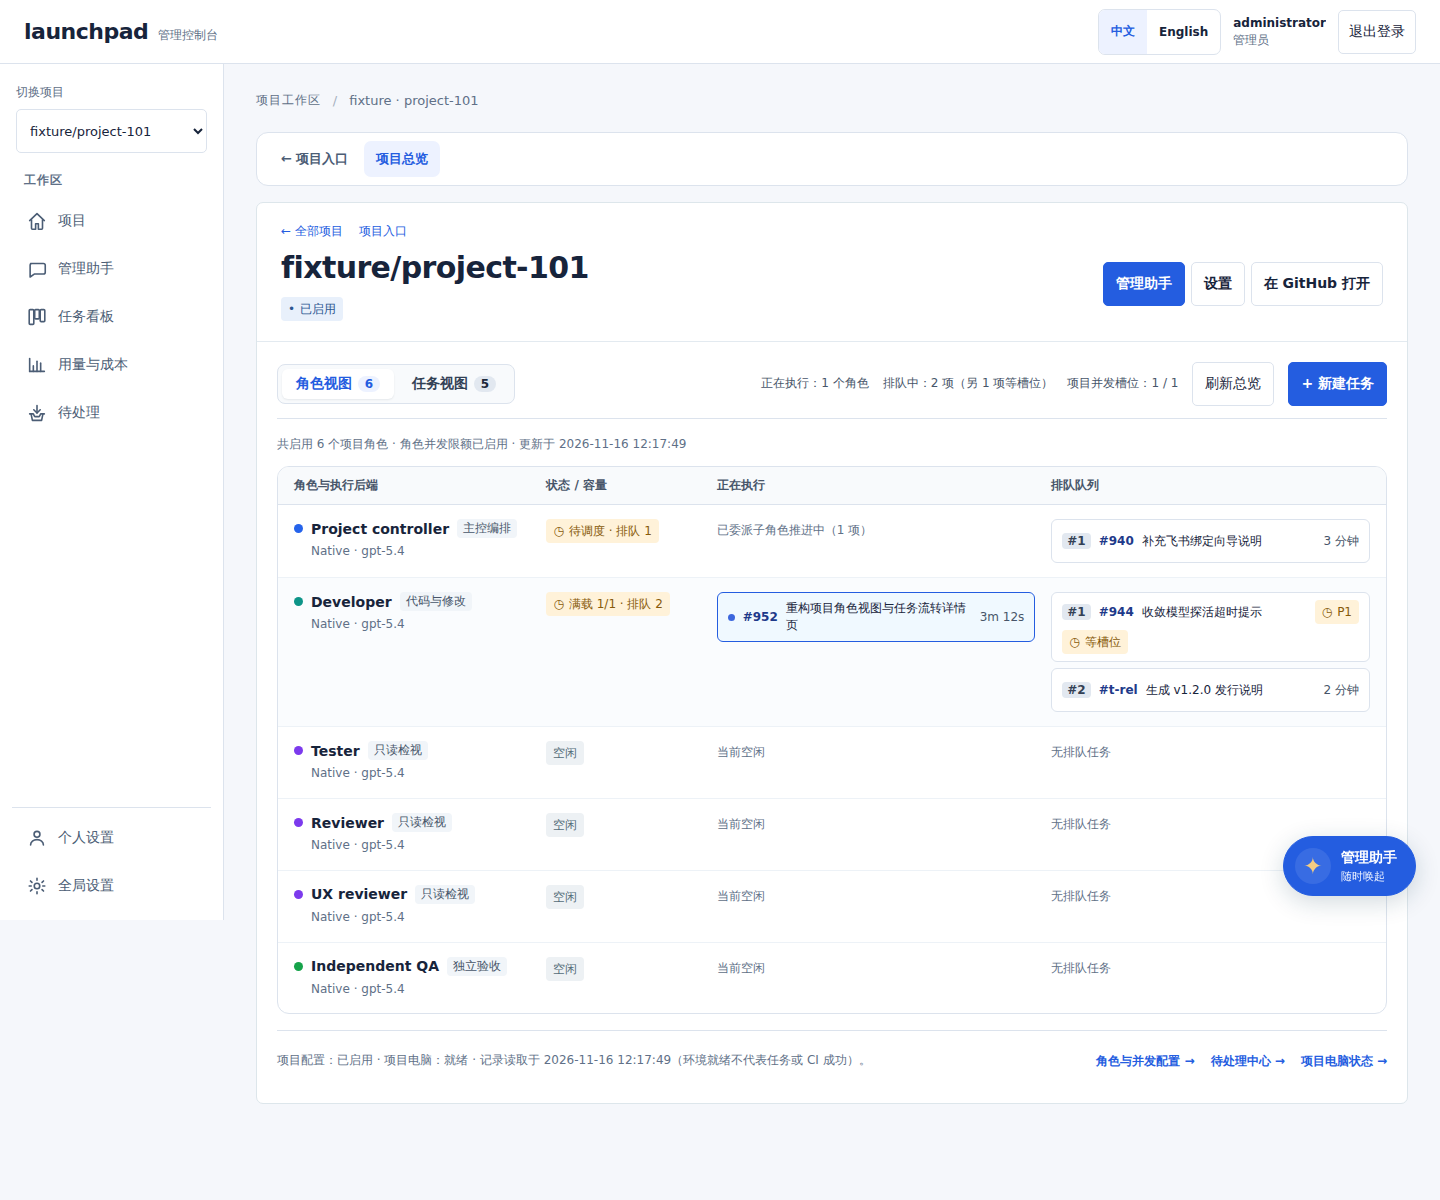 launchpad 管理控制台
中文 English
administrator
管理员
退出登录
切换项目
fixture/project-101
工作区
项目
管理助手
任务看板
用量与成本
待处理
个人设置
全局设置
项目工作区 / fixture · project-101
← 项目入口 项目总览
← 全部项目 项目入口
fixture/project-101
• 已启用
管理助手 设置 在 GitHub 打开
角色视图 6 任务视图 5
正在执行：1 个角色 排队中：2 项（另 1 项等槽位） 项目并发槽位：1 / 1
刷新总览 + 新建任务
共启用 6 个项目角色 · 角色并发限额已启用 · 更新于 2026-11-16 12:17:49
角色与执行后端 状态 / 容量 正在执行 排队队列
Project controller 主控编排
Native · gpt-5.4
◷ 待调度 · 排队 1
已委派子角色推进中（1 项）
#1 #940 补充飞书绑定向导说明 3 分钟
Developer 代码与修改
Native · gpt-5.4
◷ 满载 1/1 · 排队 2
#952 重构项目角色视图与任务流转详情
页
3m 12s
#1 #944 收敛模型探活超时提示 ◷ P1
◷ 等槽位
#2 #t-rel 生成 v1.2.0 发行说明 2 分钟
Tester 只读检视
Native · gpt-5.4
空闲
当前空闲
无排队任务
Reviewer 只读检视
Native · gpt-5.4
空闲
当前空闲
无排队任务
UX reviewer 只读检视
Native · gpt-5.4
空闲
当前空闲
无排队任务
Independent QA 独立验收
Native · gpt-5.4
空闲
当前空闲
无排队任务
管理助手
随时唤起
项目配置：已启用 · 项目电脑：就绪 · 记录读取于 2026-11-16 12:17:49（环境就绪不代表任务或 CI 成功）。
角色与并发配置 → 待处理中心 → 项目电脑状态 →